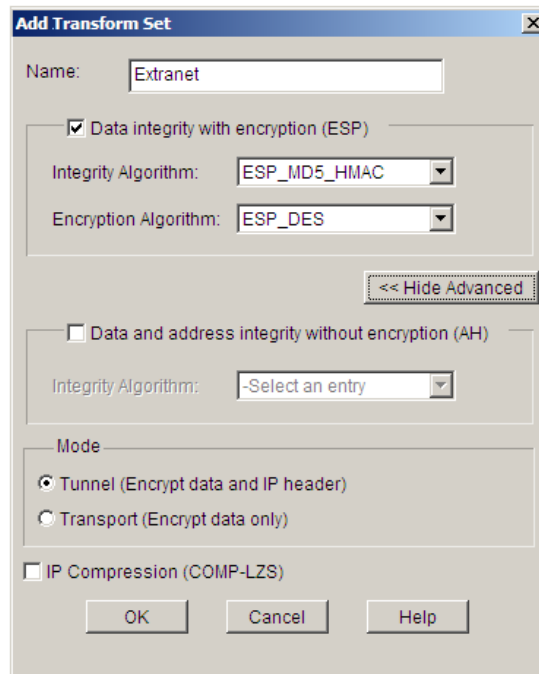 Add Transform Set
Name: Extranet
Data integrity with encryption (ESP)
Integrity Algorithm: ESP_MD5_HMAC
Encryption Algorithm: ESP_DES
<< Hide Advanced
Data and address integrity without encryption (AH)
Integrity Algorithm: -Select an entry
Mode
Tunnel (Encrypt data and IP header)
Transport (Encrypt data only)
IP Compression (COMP-LZS)
OK Cancel Help